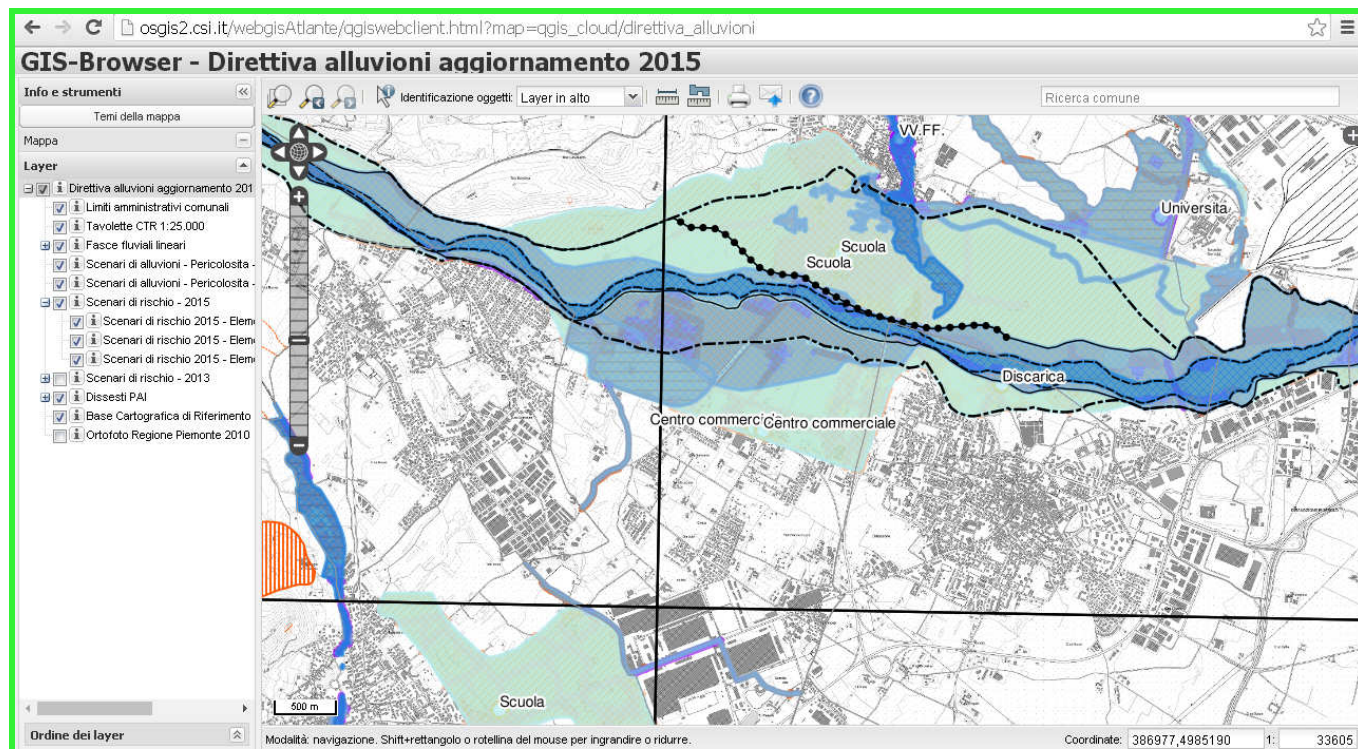 osgis2.csi.it/webgisAtlante/qgiswebclient.html?map=qgis_cloud/direttiva_alluvioni
GIS-Browser - Direttiva alluvioni aggiornamento 2015
Info e strumenti
Identificazione oggetti:
Layer in alto
Ricerca comune
Temi della mappa
Mappa
Layer
Direttiva alluvioni aggiornamento 201
Limiti amministrativi comunali
Tavolette CTR 1:25.000
Fasce fluviali lineari
Scenari di alluvioni - Pericolosita -
Scenari di alluvioni - Pericolosita -
Scenari di rischio - 2015
Scenari di rischio 2015 - Eleme
Scenari di rischio 2015 - Eleme
Scenari di rischio 2015 - Eleme
Scenari di rischio - 2013
Dissesti PAI
Base Cartografica di Riferimento
Ortofoto Regione Piemonte 2010
VV.FF.
Universita
Scuola
Scuola
Discarica
Centro commerc
Centro commerciale
Scuola
500 m
Ordine dei layer
Modalità: navigazione. Shift+rettangolo o rotellina del mouse per ingrandire o ridurre.
Coordinate:
386977,4985190
1:
33605